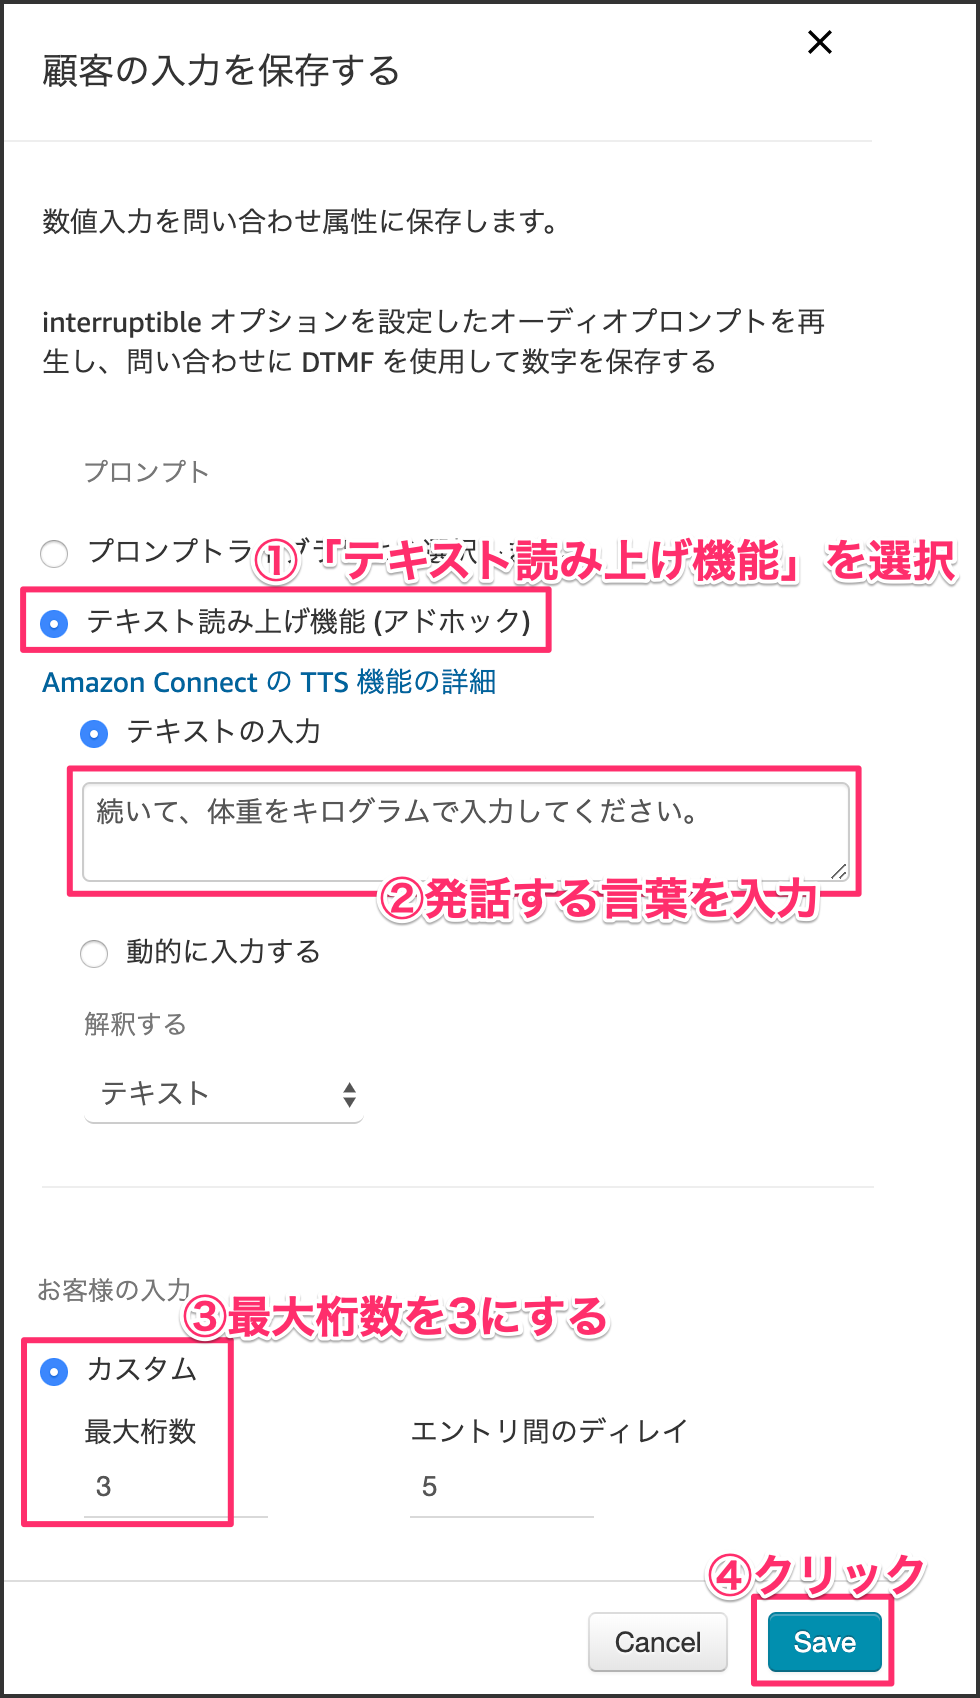 顧客の入力を保存する
数値入力を問い合わせ属性に保存します。
interruptible オプションを設定したオーディオプロンプトを再
生し、問い合わせに DTMF を使用して数字を保存する
プロンプト
プロンプトラ
①「テキスト読み上げ機能」を選択
テキスト読み上げ機能 (アドホック)
Amazon Connect の TTS 機能の詳細
テキストの入力
続いて、体重をキログラムで入力してください。
②発話する言葉を入力
動的に入力する
解釈する
テキスト
お客様の入力
③最大桁数を3にする
カスタム
最大桁数 エントリ間のディレイ
3 5
④クリック
Cancel Save